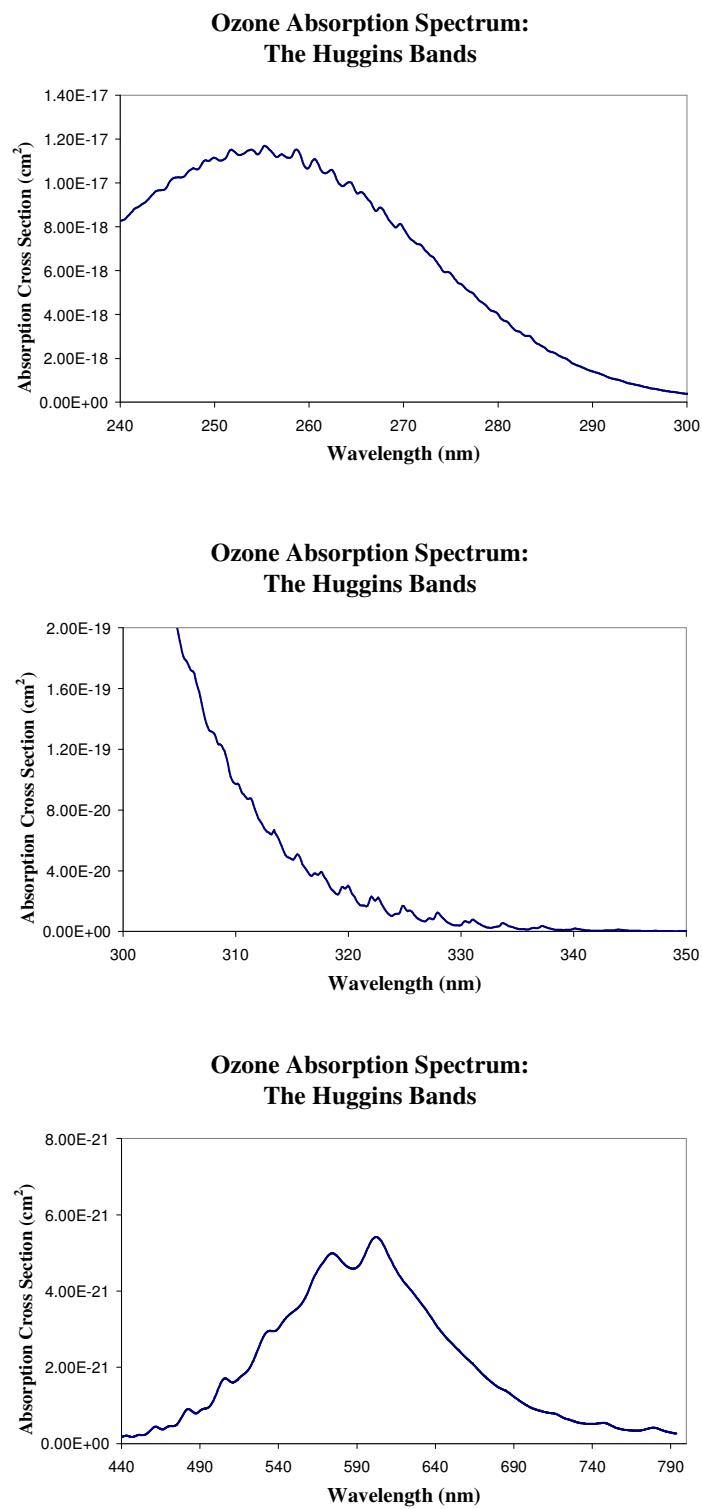 Ozone Absorption Spectrum:
The Huggins Bands
1.40E-17
1.20E-17
1.00E-17
8.00E-18
6.00E-18
4.00E-18
2.00E-18
0.00E+00
Absorption Cross Section (cm²)
240 250 260 270 280 290 300
Wavelength (nm)
Ozone Absorption Spectrum:
The Huggins Bands
2.00E-19
1.60E-19
1.20E-19
8.00E-20
4.00E-20
0.00E+00
Absorption Cross Section (cm²)
300 310 320 330 340 350
Wavelength (nm)
Ozone Absorption Spectrum:
The Huggins Bands
8.00E-21
6.00E-21
4.00E-21
2.00E-21
0.00E+00
Absorption Cross Section (cm²)
440 490 540 590 640 690 740 790
Wavelength (nm)